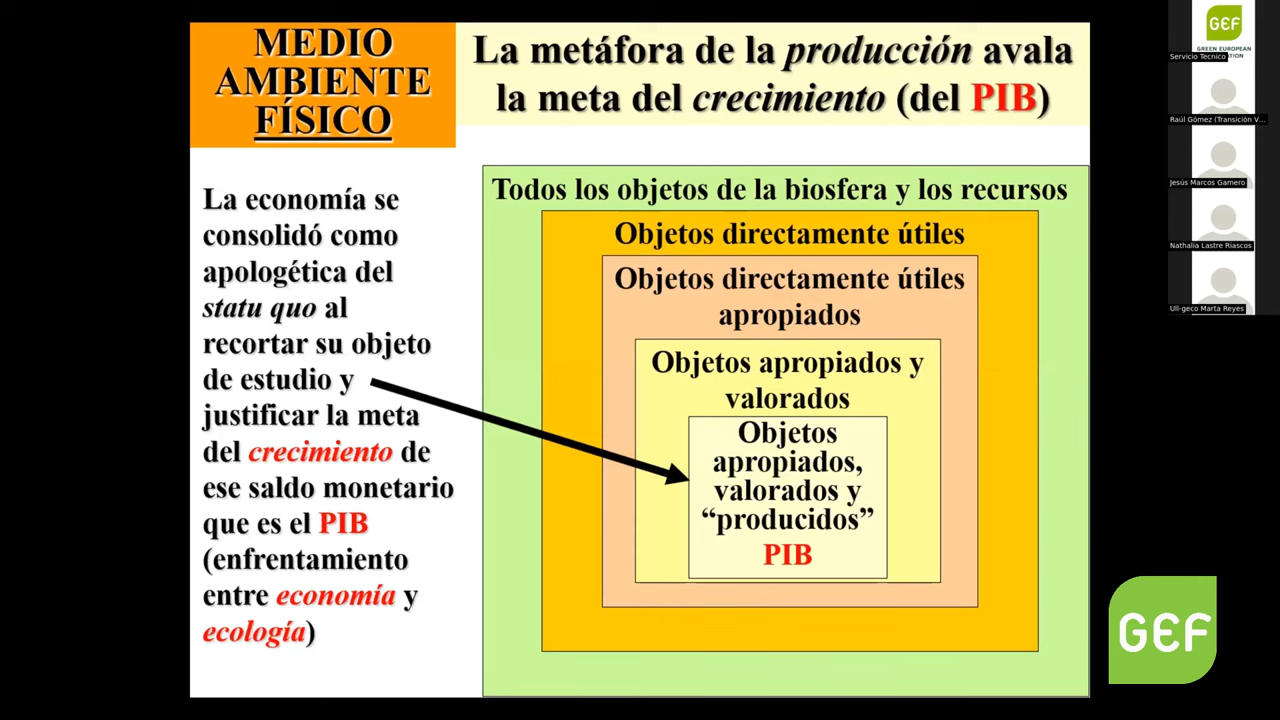 MEDIO
AMBIENTE
FÍSICO
La metáfora de la producción avala
la meta del crecimiento (del PIB)
La economía se
consolidó como
apologética del
statu quo al
recortar su objeto
de estudio y
justificar la meta
del crecimiento de
ese saldo monetario
que es el PIB
(enfrentamiento
entre economía y
ecología)
Todos los objetos de la biosfera y los recursos
Objetos directamente útiles
Objetos directamente útiles
apropiados
Objetos apropiados y
valorados
Objetos
apropiados,
valorados y
“producidos”
PIB
GEF
GREEN EUROPEAN
Servicio Tecnico
Raúl Gómez (Transición V...
Jesús Marcos Gamero
Nathalia Lastre Riascos
Ull-geco Marta Reyes
GEF